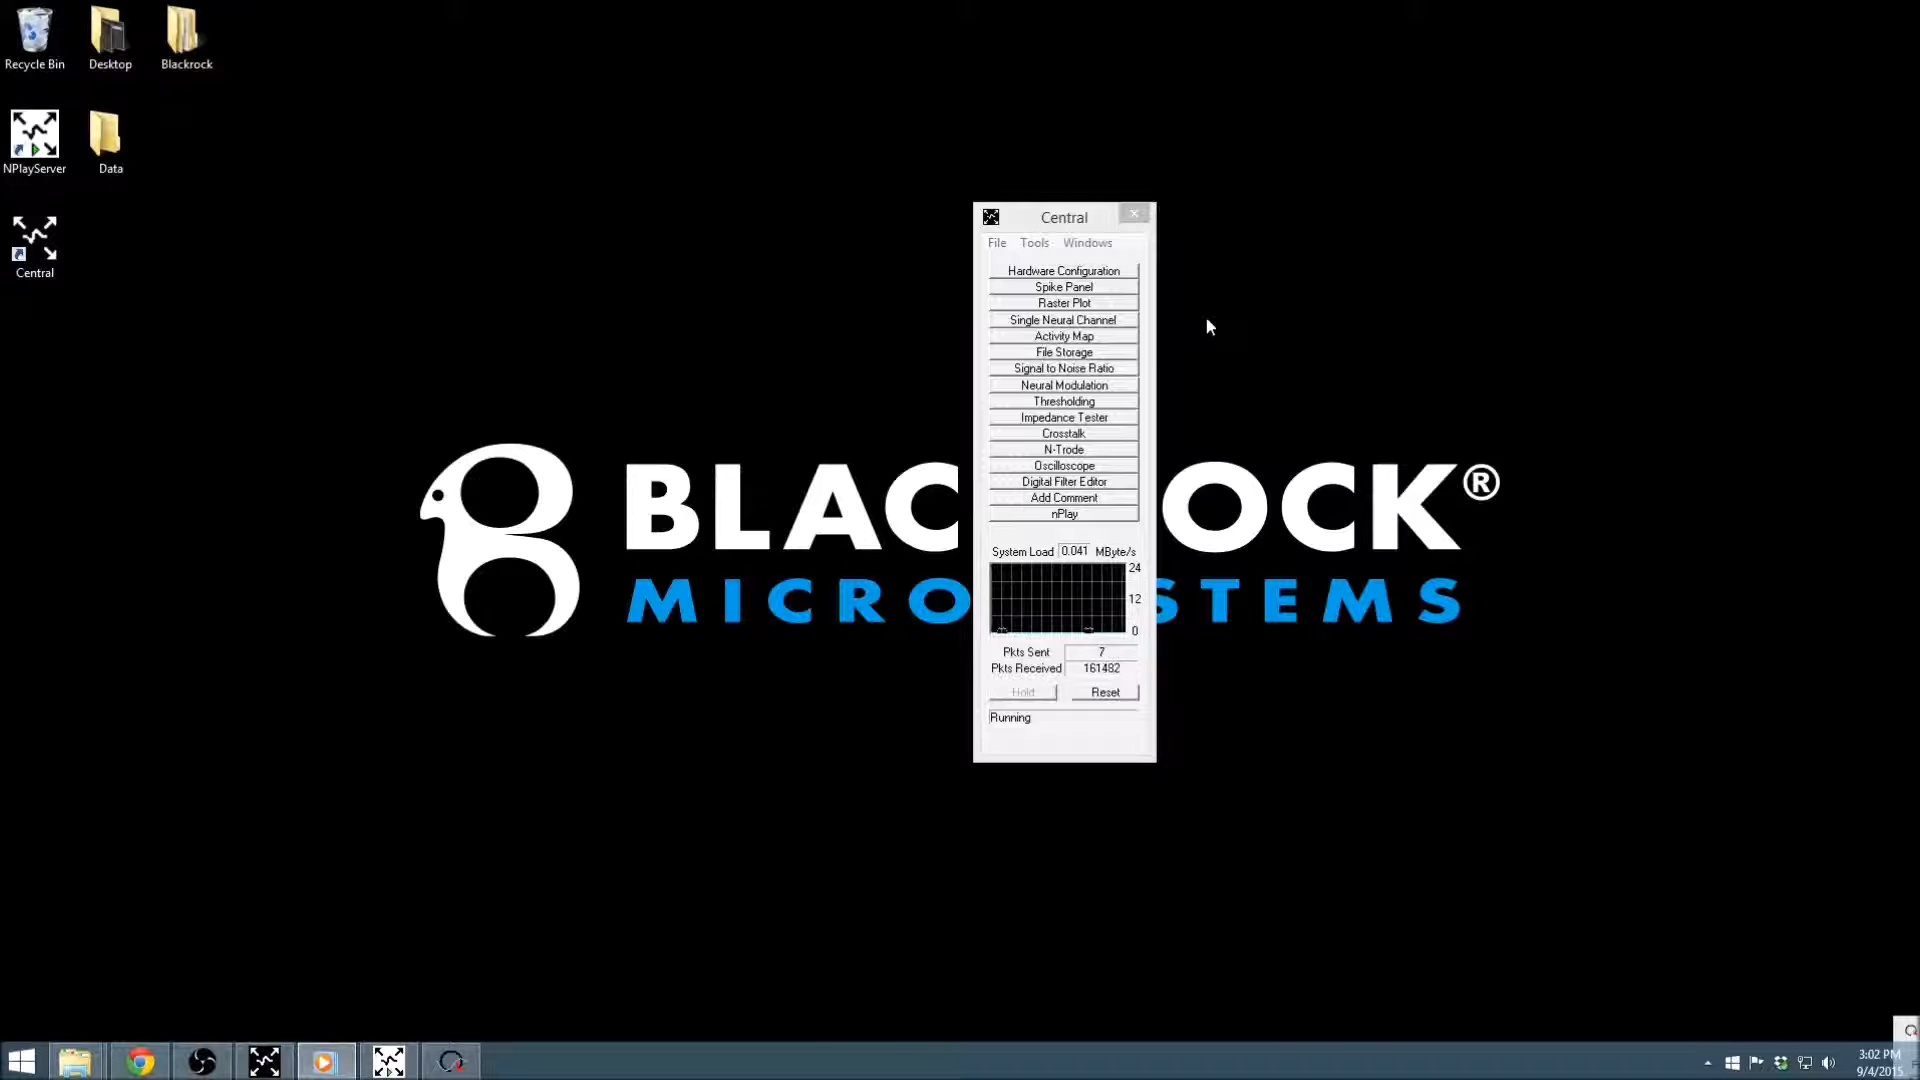 Recycle Bin
Desktop
Blackrock
NPlayServer
Data
Central
Central
File Tools Windows
Hardware Configuration
Spike Panel
Raster Plot
Single Neural Channel
Activity Map
File Storage
Signal to Noise Ratio
Neural Modulation
Thresholding
Impedance Tester
Crosstalk
N-Trode
Oscilloscope
Digital Filter Editor
Add Comment
nPlay
System Load 0.041 MByte/s
24
12
0
Pkts Sent 7
Pkts Received 161482
Hold Reset
Running
BLAC OCK®
MICRO STEMS
3:02 PM
9/4/2015